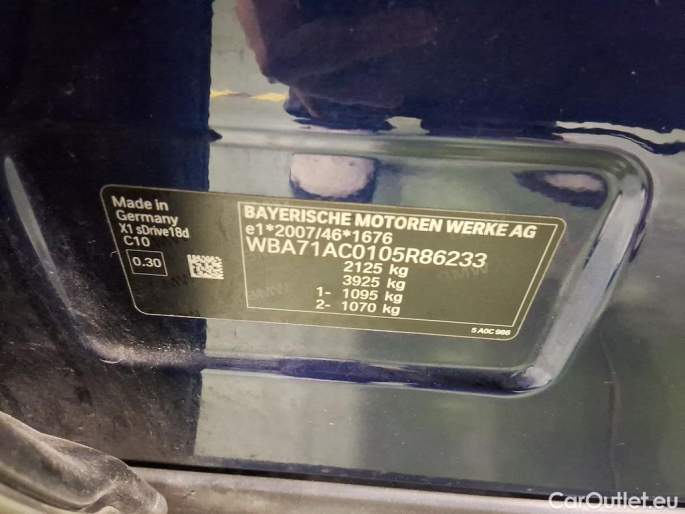 Made in
Germany
X1 sDrive18d
C10
0.30
BAYERISCHE MOTOREN WERKE AG
e1*2007/46*1676
WBA71AC0105R86233
2125 kg
3925 kg
1- 1095 kg
2- 1070 kg
5 A0C 986
CarOutlet.eu